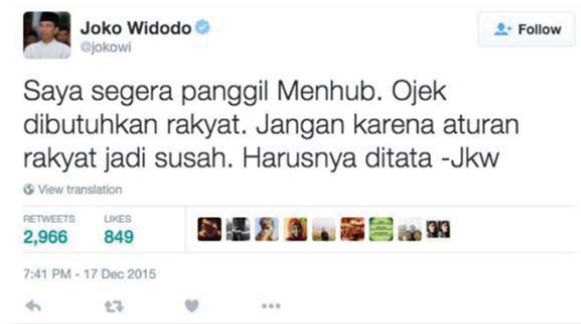 Joko Widodo
@jokowi
Follow
Saya segera panggil Menhub. Ojek
dibutuhkan rakyat. Jangan karena aturan
rakyat jadi susah. Harusnya ditata -Jkw
View translation
RETWEETS LIKES
2,966 849
7:41 PM - 17 Dec 2015